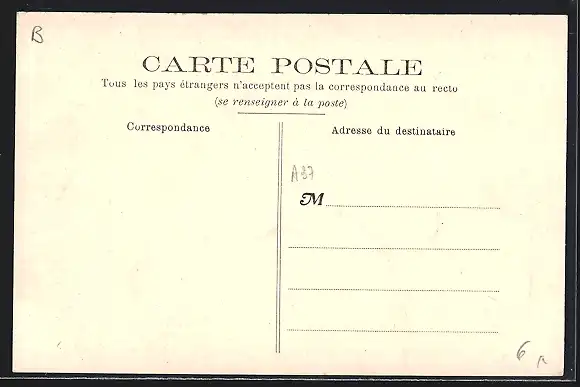 B
CARTE POSTALE
Tous les pays étrangers n'acceptent pas la correspondance au recto
(se renseigner à la poste)
Correspondance
Adresse du destinataire
A87
M
6